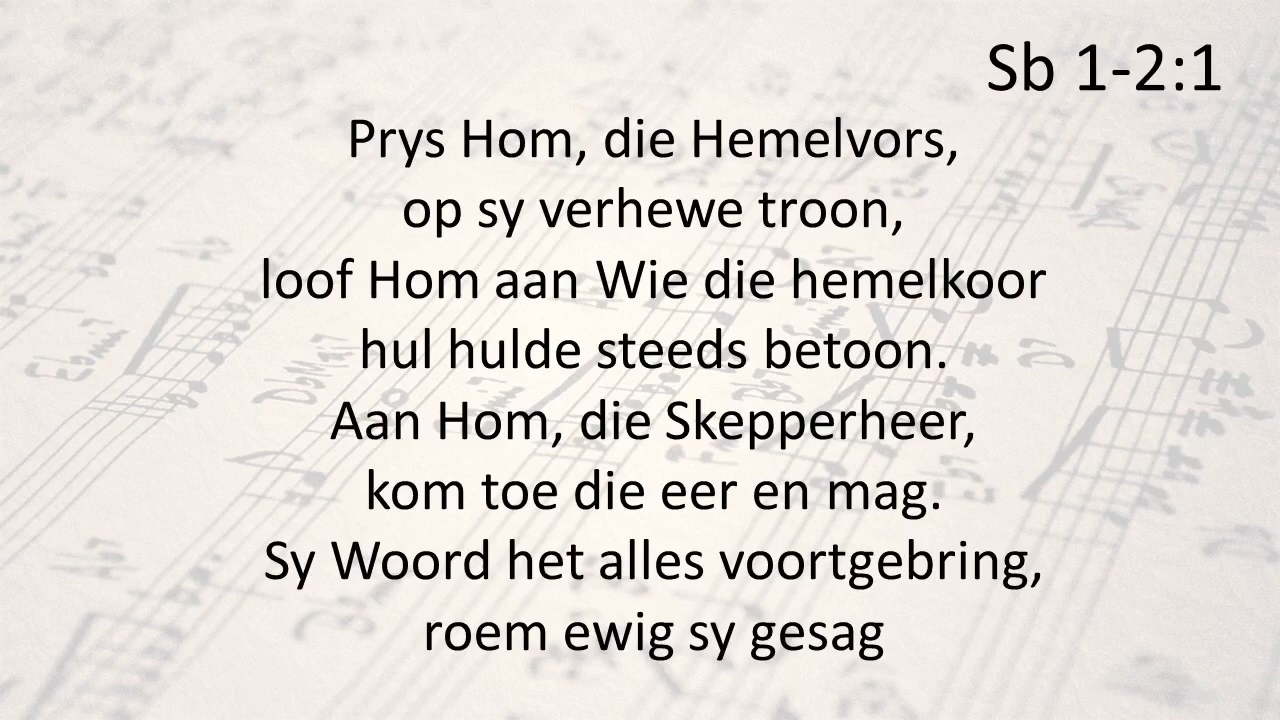 Sb 1-2:1
Prys Hom, die Hemelvors,
op sy verhewe troon,
loof Hom aan Wie die hemelkoor
hul hulde steeds betoon.
Aan Hom, die Skepperheer,
kom toe die eer en mag.
Sy Woord het alles voortgebring,
roem ewig sy gesag